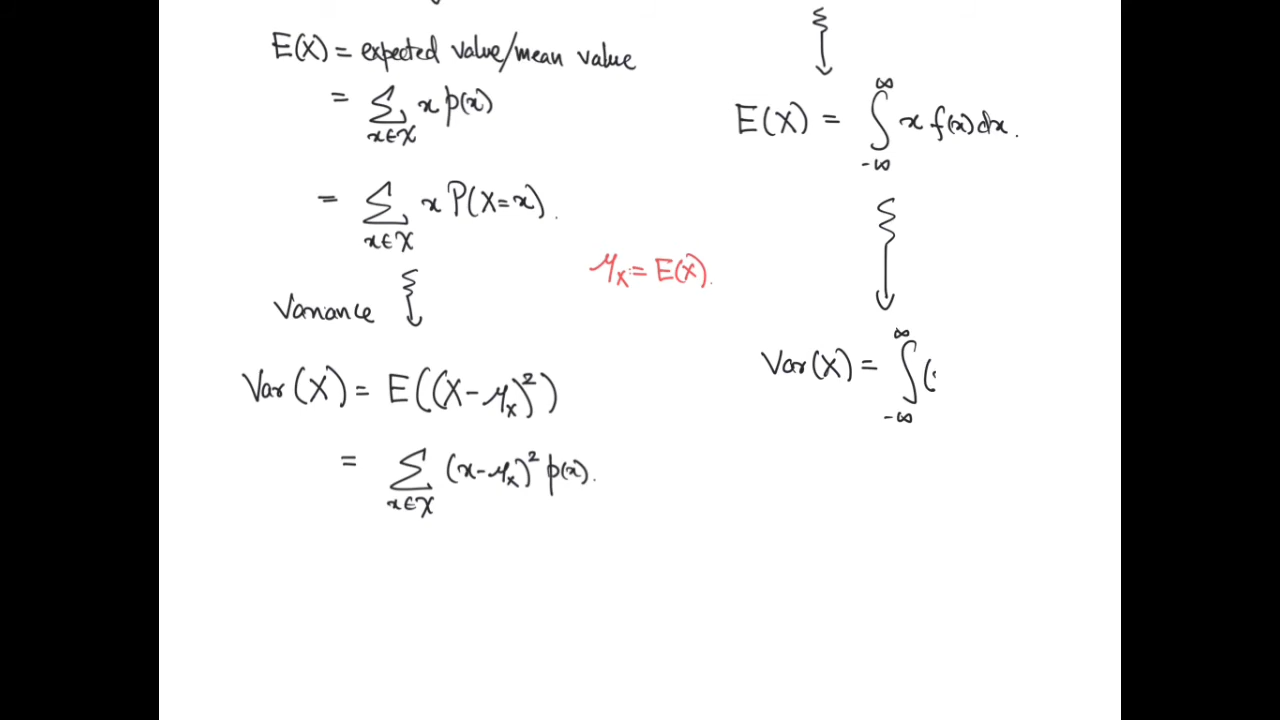 E(X) = expected value/mean value
= ∑ x p(x)
x∈𝒳
= ∑ x P(X=x).
x∈𝒳
Variance
Var(X) = E((X-μ_X)²)
= ∑ (x-μ_X)² p(x).
x∈𝒳
μ_X = E(X).
E(X) = ∫_{-∞}^{∞} x f(x)dx.
Var(X) = ∫_{-∞}^{∞} (